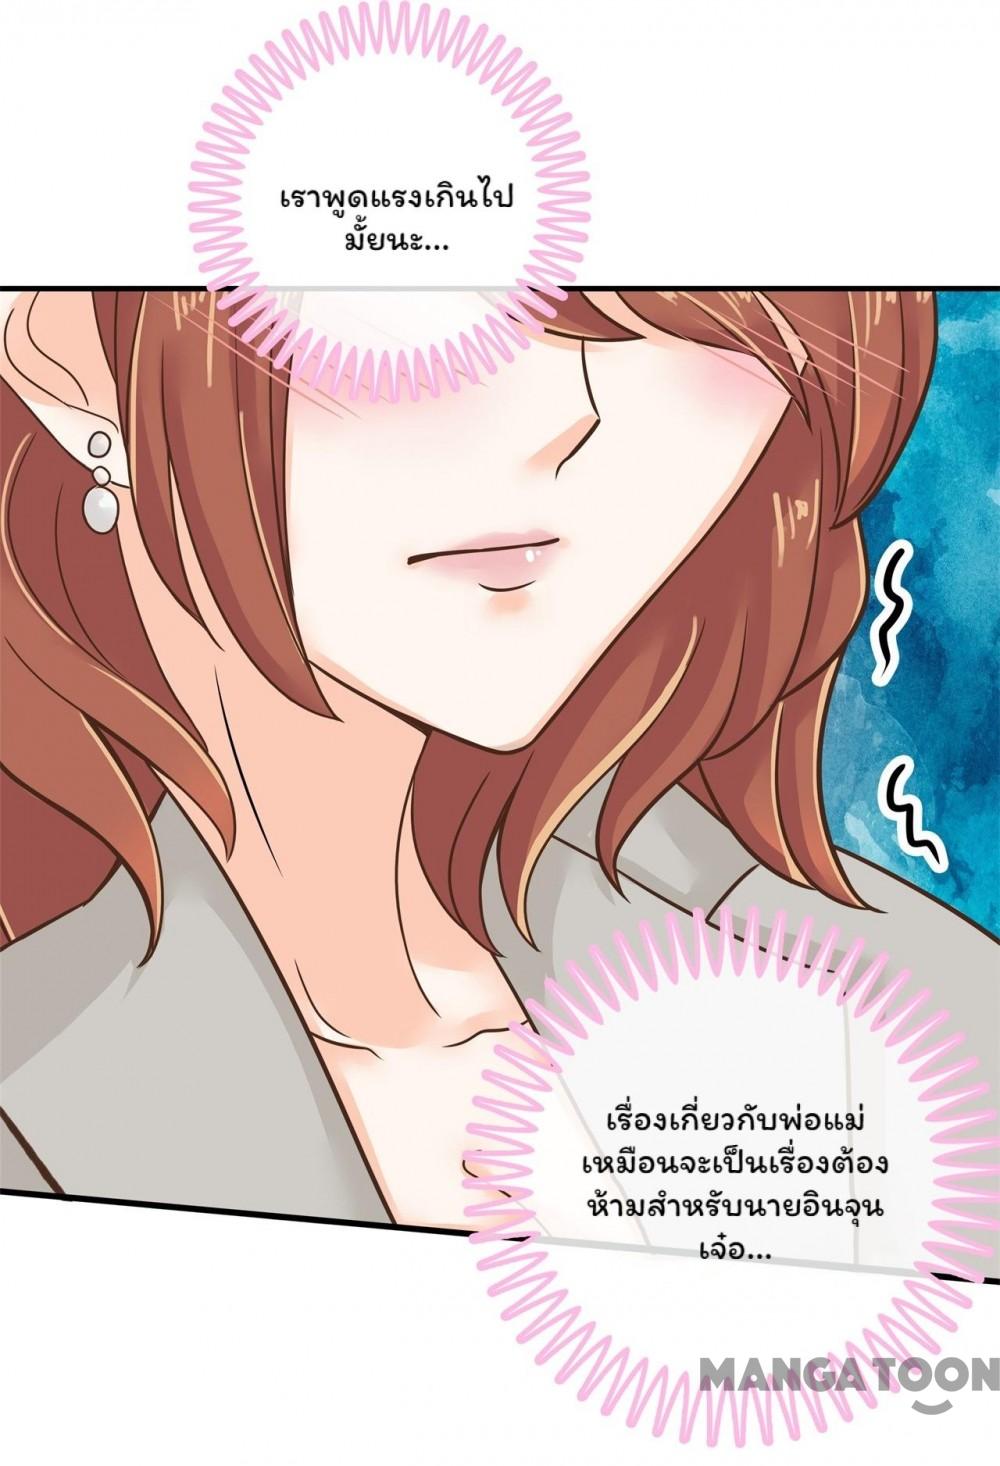 เราพูดแรงเกินไป
มั้ยนะ...
เรื่องเกี่ยวกับพ่อแม่
เหมือนจะเป็นเรื่องต้อง
ห้ามสำหรับนายอินจุน
เจ๋อ...
MANGATOON